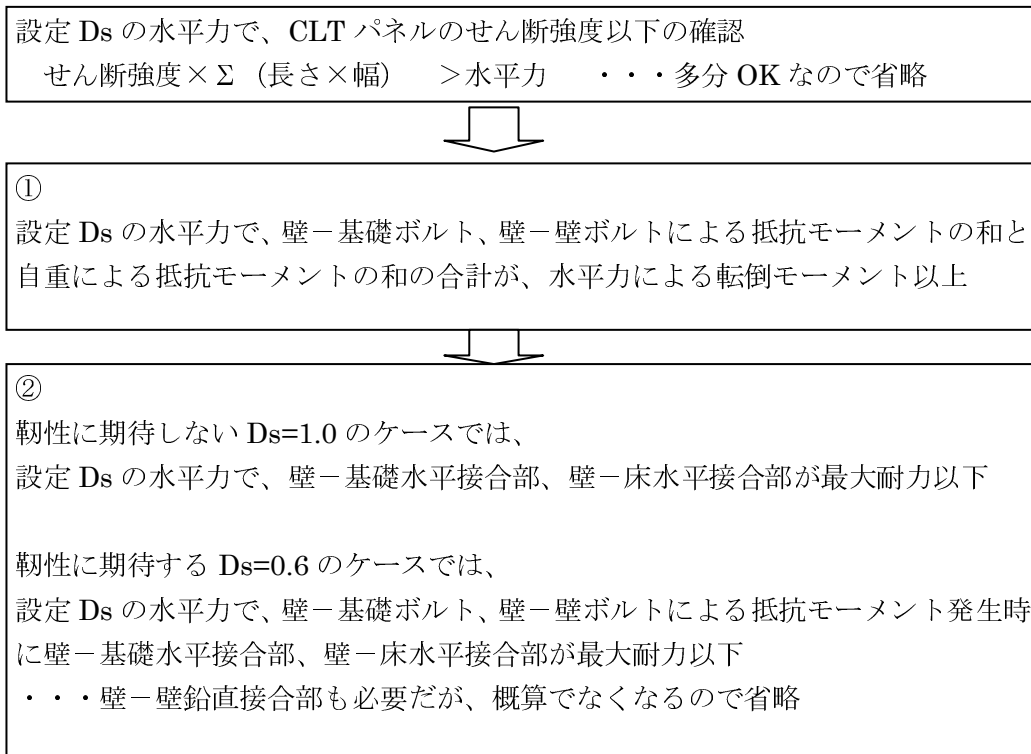 設定 Ds の水平力で、CLT パネルのせん断強度以下の確認
せん断強度×Σ（長さ×幅）　＞水平力　・・・多分 OK なので省略
①
設定 Ds の水平力で、壁－基礎ボルト、壁－壁ボルトによる抵抗モーメントの和と
自重による抵抗モーメントの和の合計が、水平力による転倒モーメント以上
②
靭性に期待しない Ds=1.0 のケースでは、
設定 Ds の水平力で、壁－基礎水平接合部、壁－床水平接合部が最大耐力以下
靭性に期待する Ds=0.6 のケースでは、
設定 Ds の水平力で、壁－基礎ボルト、壁－壁ボルトによる抵抗モーメント発生時
に壁－基礎水平接合部、壁－床水平接合部が最大耐力以下
・・・壁－壁鉛直接合部も必要だが、概算でなくなるので省略